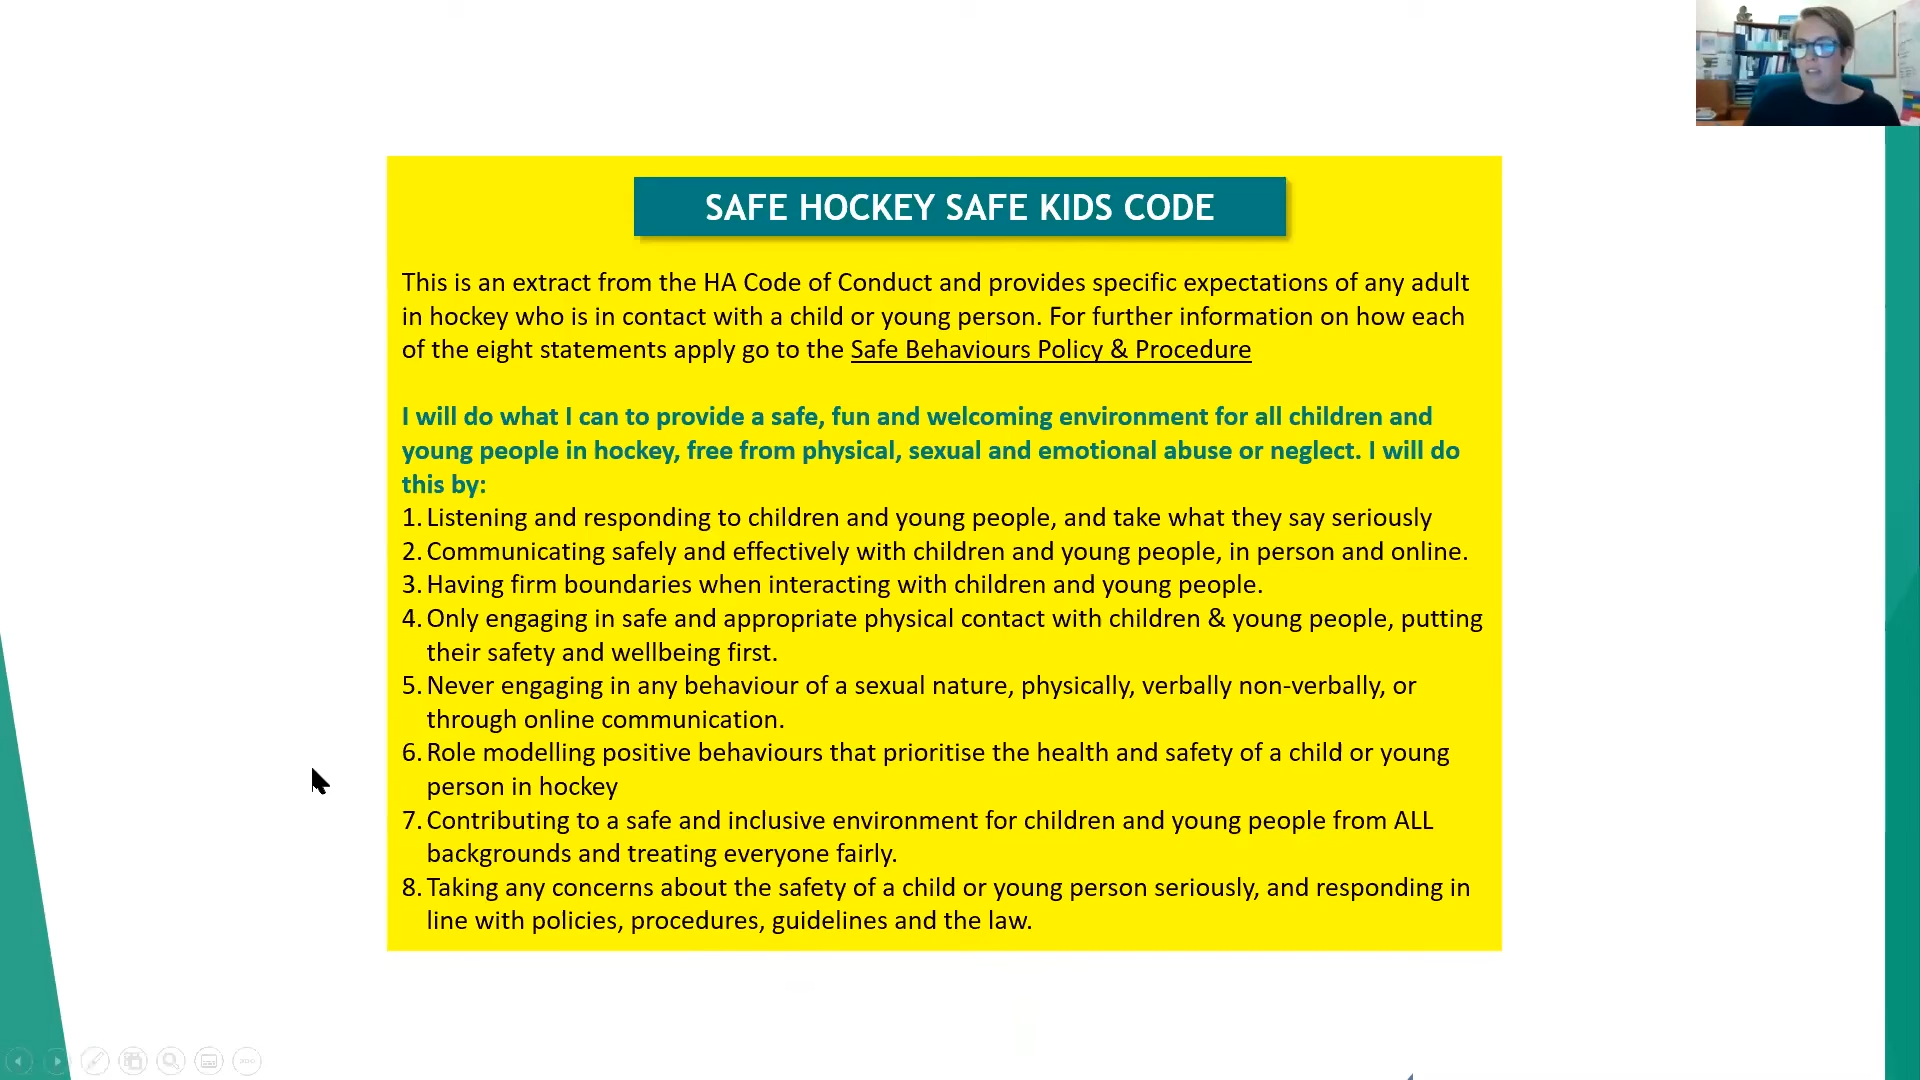 SAFE HOCKEY SAFE KIDS CODE
This is an extract from the HA Code of Conduct and provides specific expectations of any adult
in hockey who is in contact with a child or young person. For further information on how each
of the eight statements apply go to the Safe Behaviours Policy & Procedure
I will do what I can to provide a safe, fun and welcoming environment for all children and
young people in hockey, free from physical, sexual and emotional abuse or neglect. I will do
this by:
1. Listening and responding to children and young people, and take what they say seriously
2. Communicating safely and effectively with children and young people, in person and online.
3. Having firm boundaries when interacting with children and young people.
4. Only engaging in safe and appropriate physical contact with children & young people, putting
their safety and wellbeing first.
5. Never engaging in any behaviour of a sexual nature, physically, verbally non-verbally, or
through online communication.
6. Role modelling positive behaviours that prioritise the health and safety of a child or young
person in hockey
7. Contributing to a safe and inclusive environment for children and young people from ALL
backgrounds and treating everyone fairly.
8. Taking any concerns about the safety of a child or young person seriously, and responding in
line with policies, procedures, guidelines and the law.